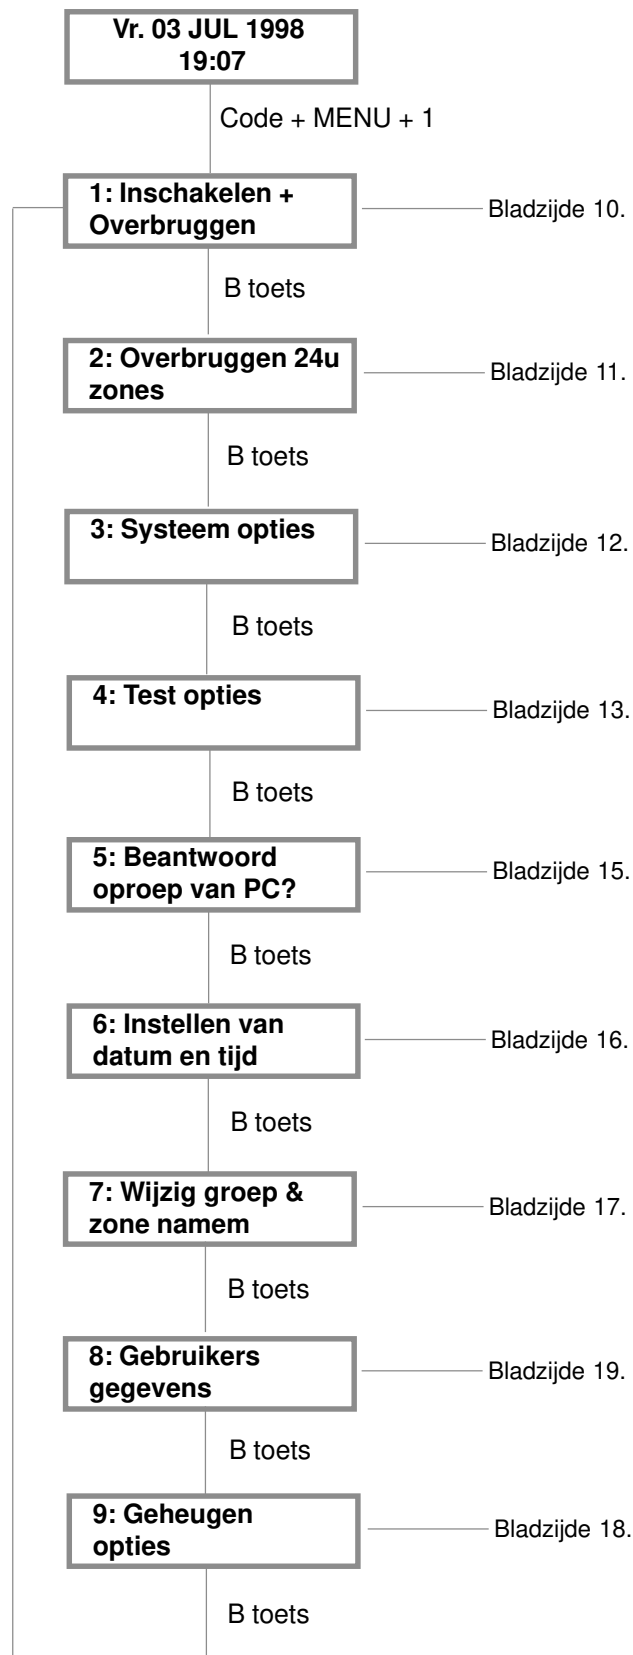 Vr. 03 JUL 1998
19:07
Code + MENU + 1
1: Inschakelen +
Overbruggen
Bladzijde 10.
B toets
2: Overbruggen 24u
zones
Bladzijde 11.
B toets
3: Systeem opties
Bladzijde 12.
B toets
4: Test opties
Bladzijde 13.
B toets
5: Beantwoord
oproep van PC?
Bladzijde 15.
B toets
6: Instellen van
datum en tijd
Bladzijde 16.
B toets
7: Wijzig groep &
zone namem
Bladzijde 17.
B toets
8: Gebruikers
gegevens
Bladzijde 19.
B toets
9: Geheugen
opties
Bladzijde 18.
B toets